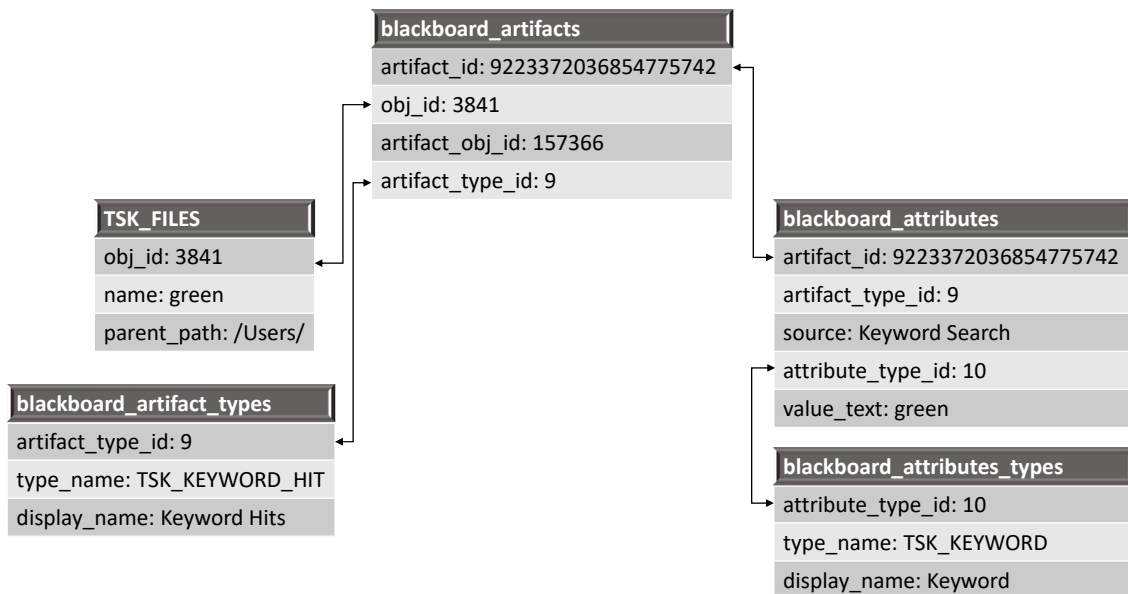 blackboard_artifacts
artifact_id: 9223372036854775742
obj_id: 3841
artifact_obj_id: 157366
artifact_type_id: 9
TSK_FILES
obj_id: 3841
name: green
parent_path: /Users/
blackboard_artifact_types
artifact_type_id: 9
type_name: TSK_KEYWORD_HIT
display_name: Keyword Hits
blackboard_attributes
artifact_id: 9223372036854775742
artifact_type_id: 9
source: Keyword Search
attribute_type_id: 10
value_text: green
blackboard_attributes_types
attribute_type_id: 10
type_name: TSK_KEYWORD
display_name: Keyword